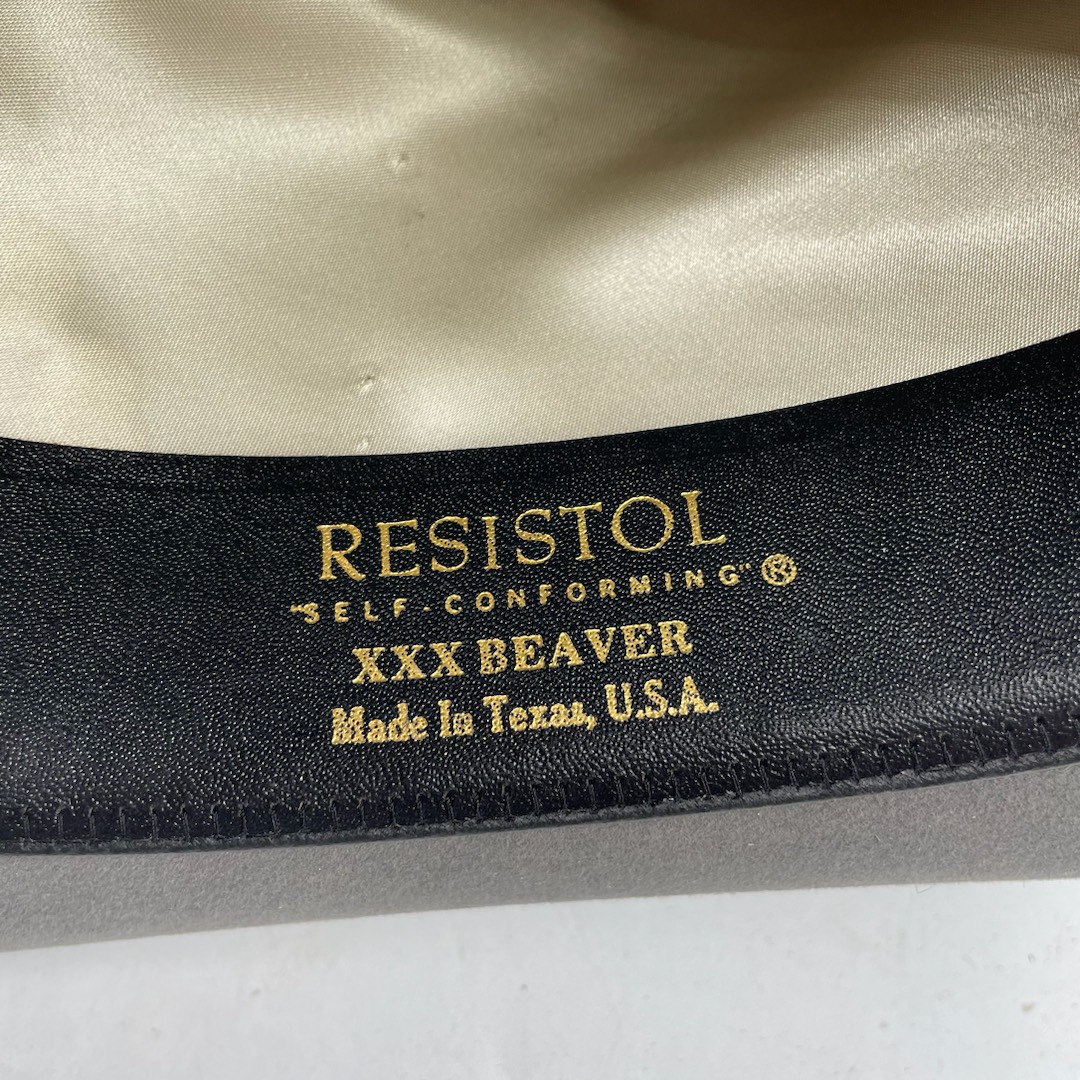 RESISTOL
"SELF-CONFORMING"®
XXX BEAVER
Made In Texas, U.S.A.